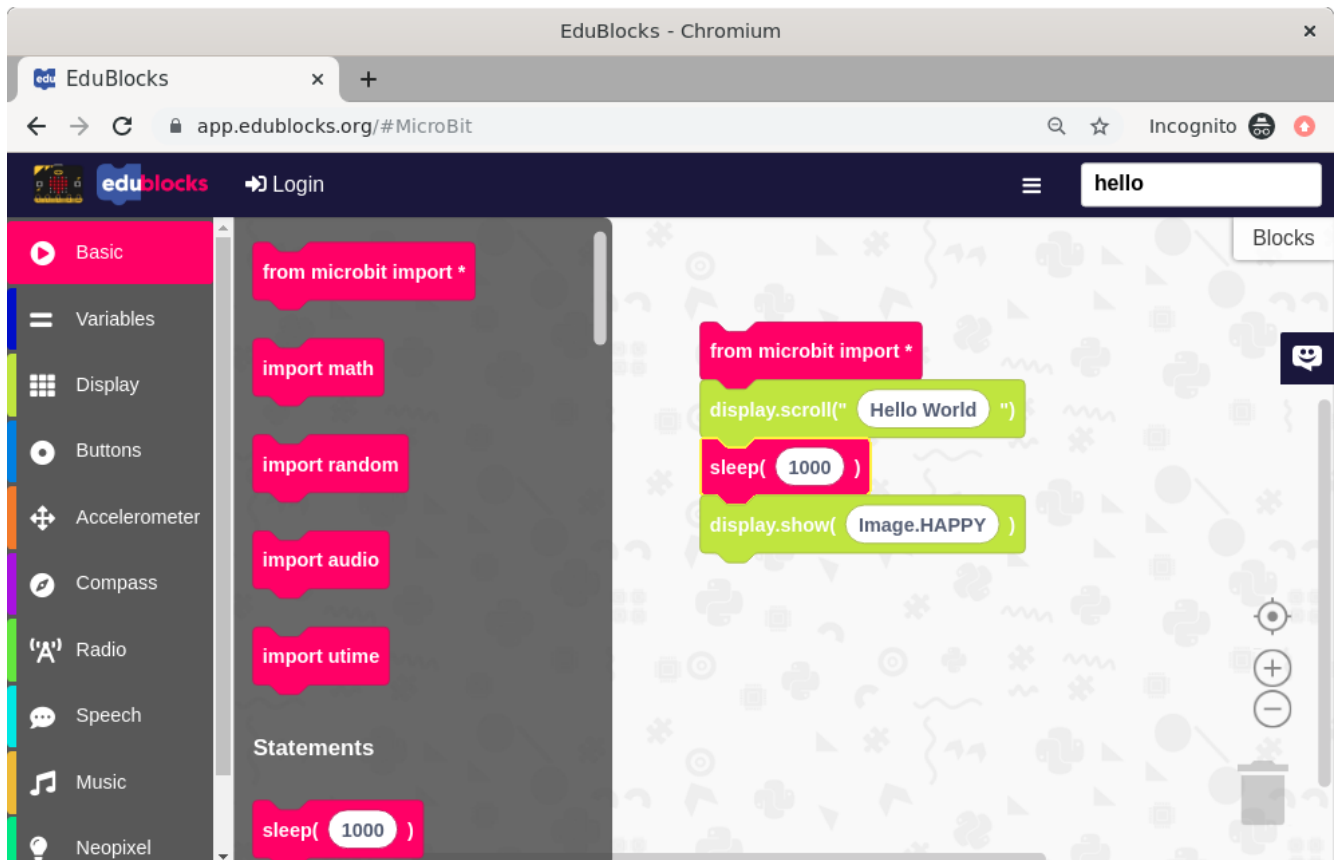 EduBlocks - Chromium ×
edu EduBlocks × +
app.edublocks.org/#MicroBit Incognito
edublocks Login hello
Blocks
Basic
Variables
Display
Buttons
Accelerometer
Compass
Radio
Speech
Music
Neopixel
from microbit import *
import math
import random
import audio
import utime
Statements
sleep( 1000 )
from microbit import *
display.scroll(" Hello World ")
sleep( 1000 )
display.show( Image.HAPPY )